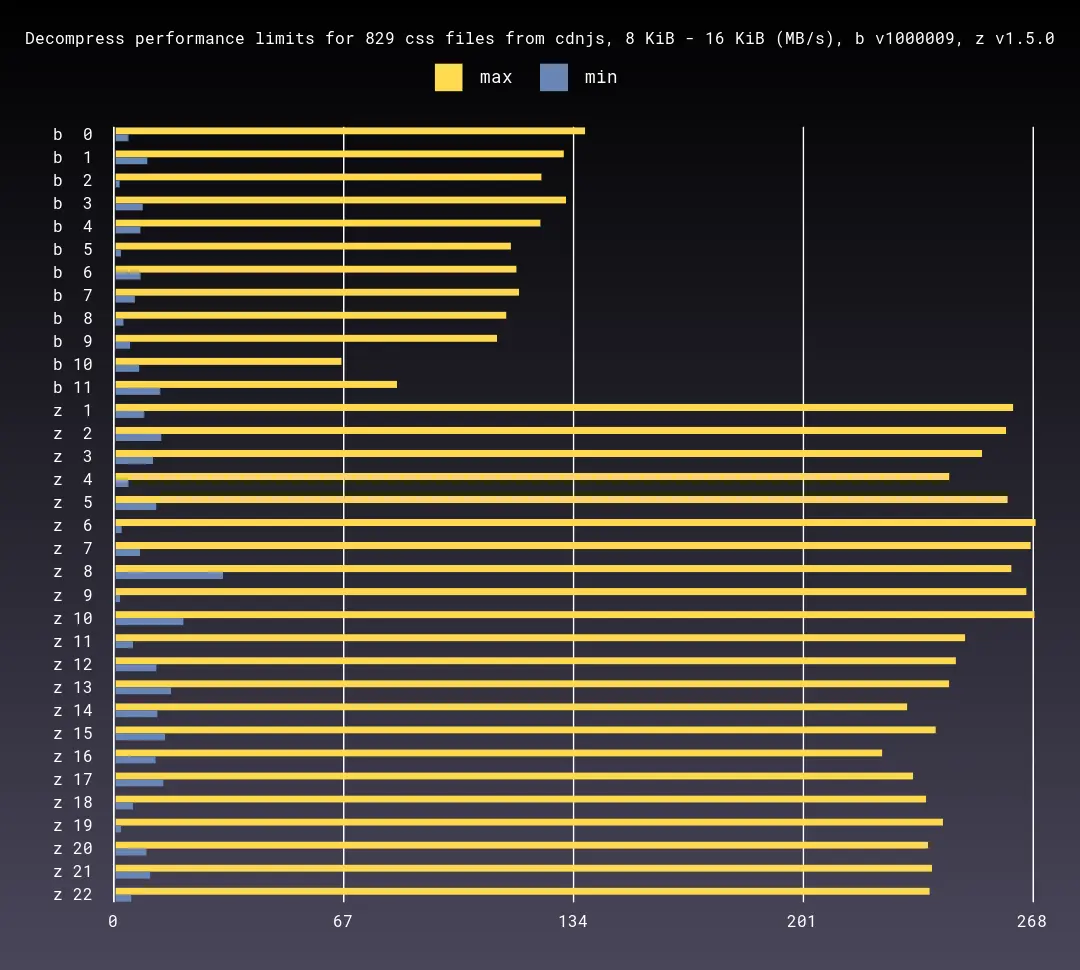 Decompress performance limits for 829 css files from cdnjs, 8 KiB - 16 KiB (MB/s), b v1000009, z v1.5.0
max min
b 0
b 1
b 2
b 3
b 4
b 5
b 6
b 7
b 8
b 9
b 10
b 11
z 1
z 2
z 3
z 4
z 5
z 6
z 7
z 8
z 9
z 10
z 11
z 12
z 13
z 14
z 15
z 16
z 17
z 18
z 19
z 20
z 21
z 22
0 67 134 201 268